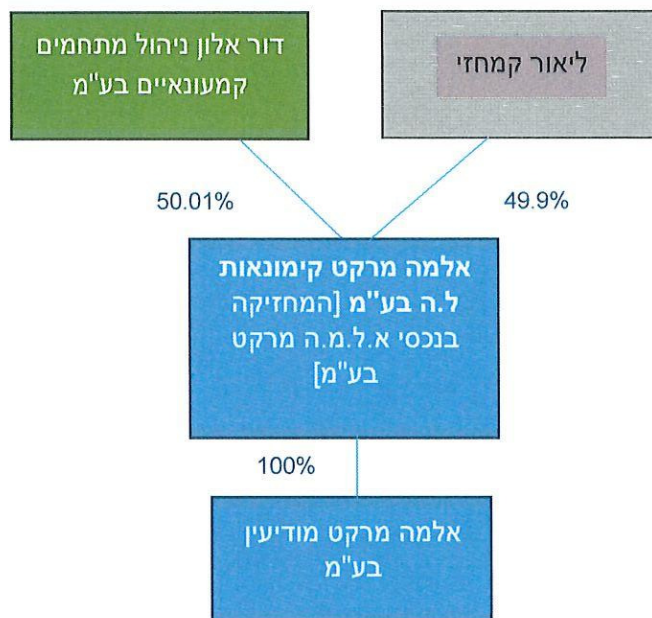 דור אלון ניהול מתחמים
קמעונאיים בע"מ
ליאור קמחזי
50.01%
49.9%
אלמה מרקט קימונאות
ל.ה בע"מ [המחזיקה
בנכסי א.ל.מ.ה מרקט
בע"מ]
100%
אלמה מרקט מודיעין
בע"מ